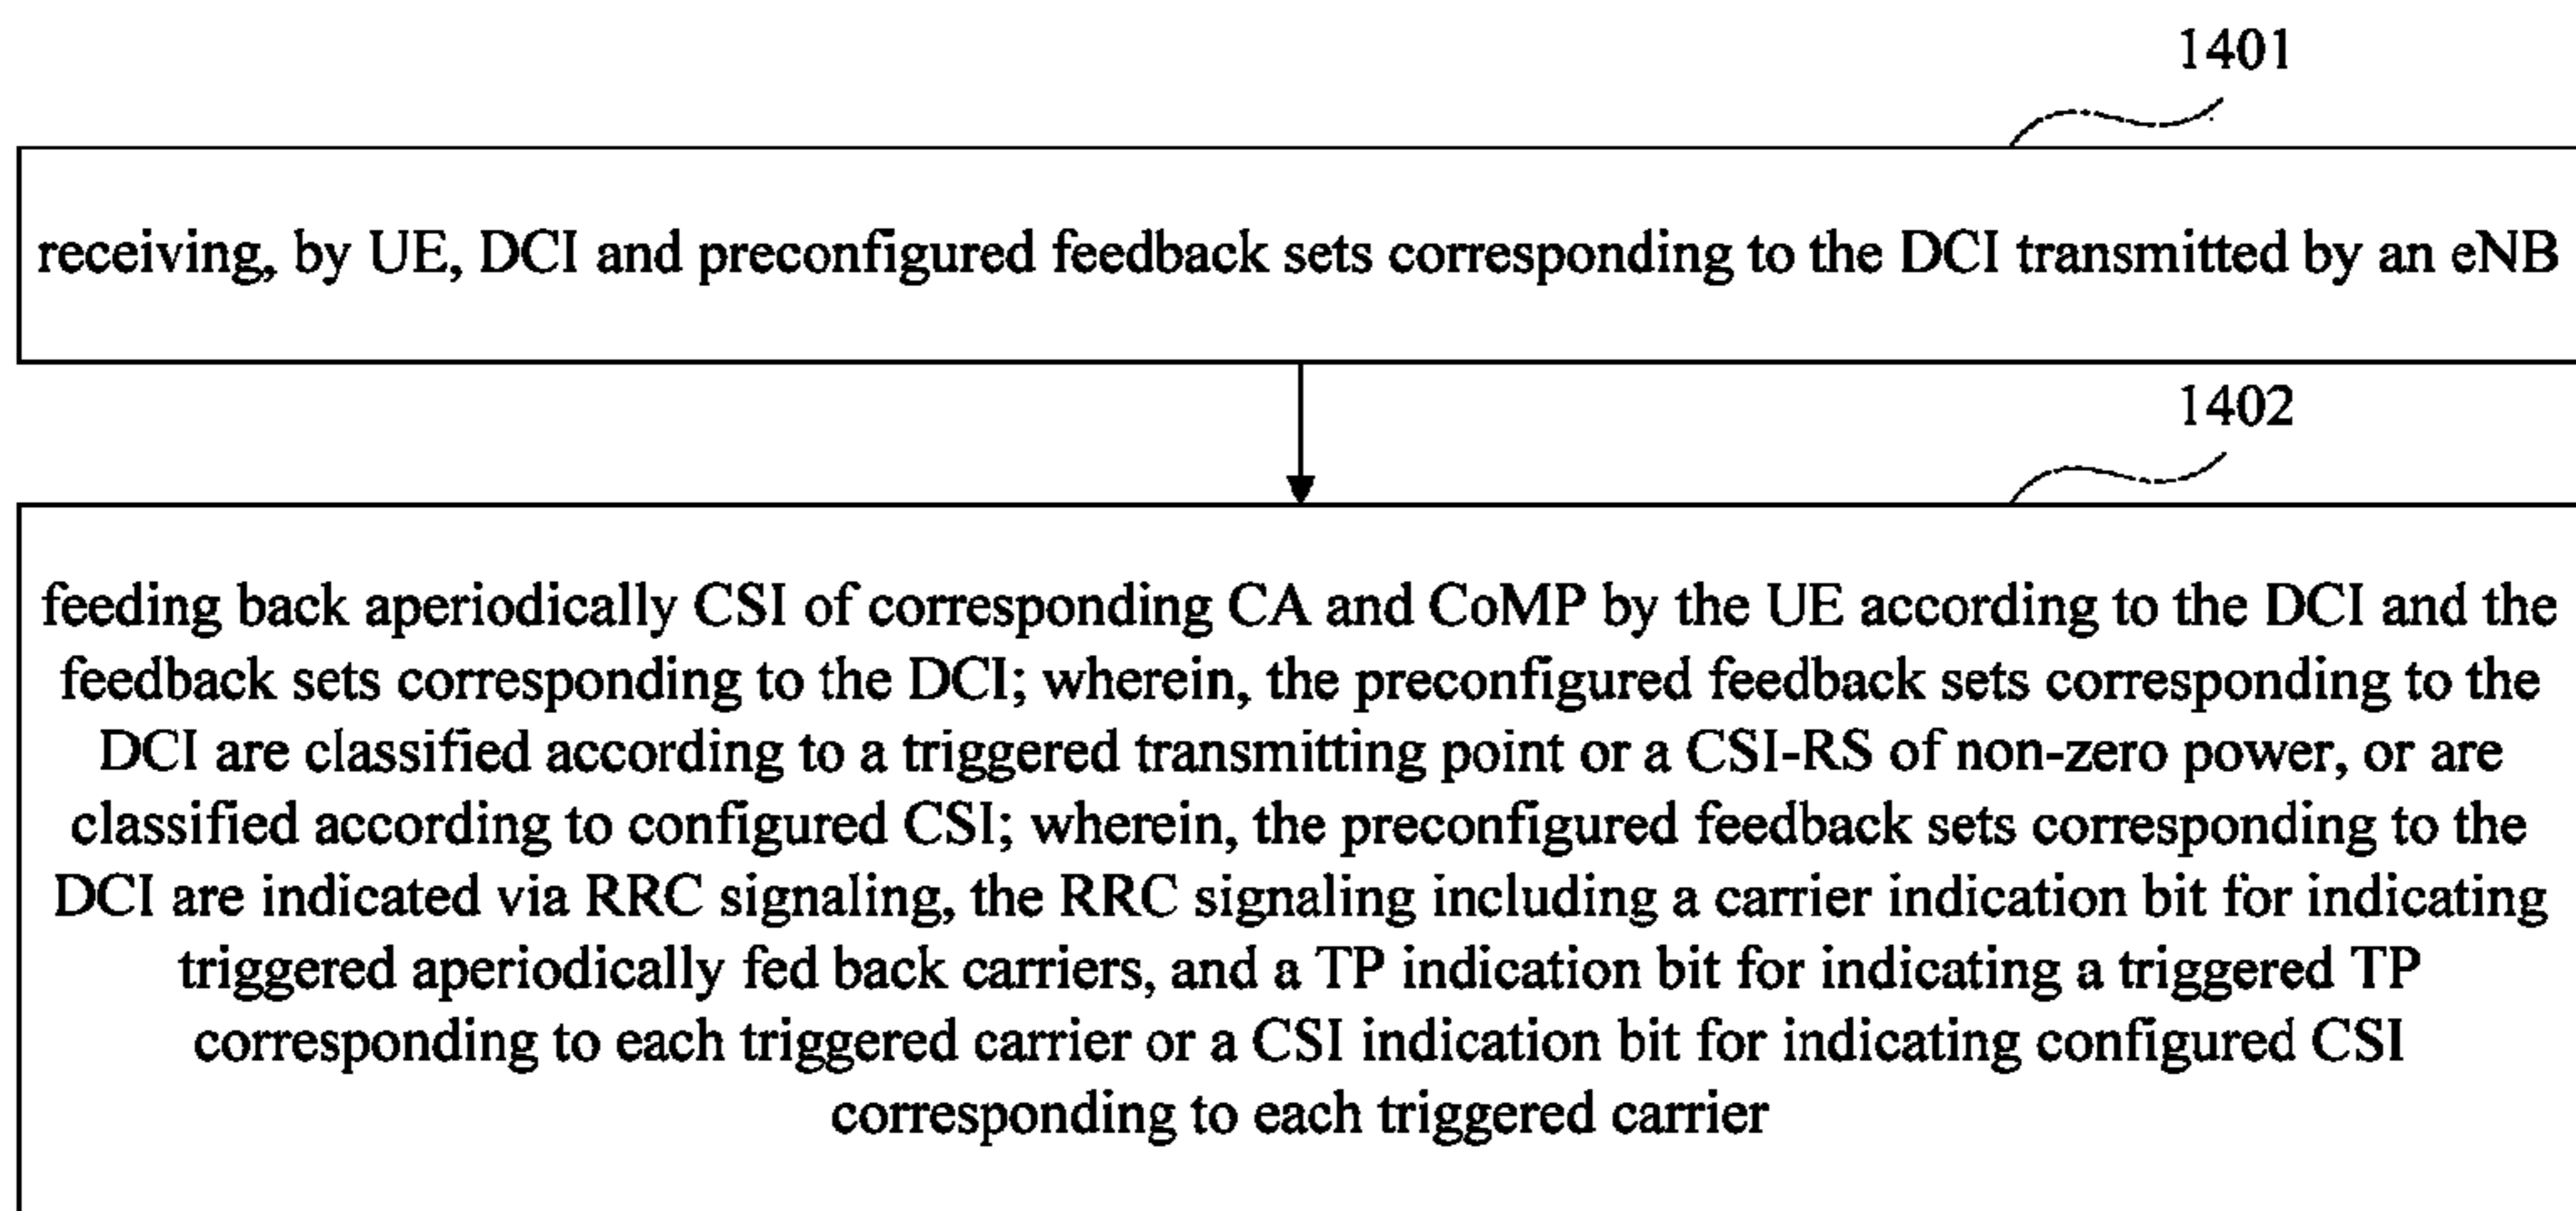 1401
receiving, by UE, DCI and preconfigured feedback sets corresponding to the DCI transmitted by an eNB
1402
feeding back aperiodically CSI of corresponding CA and CoMP by the UE according to the DCI and the
feedback sets corresponding to the DCI; wherein, the preconfigured feedback sets corresponding to the
DCI are classified according to a triggered transmitting point or a CSI-RS of non-zero power, or are
classified according to configured CSI; wherein, the preconfigured feedback sets corresponding to the
DCI are indicated via RRC signaling, the RRC signaling including a carrier indication bit for indicating
triggered aperiodically fed back carriers, and a TP indication bit for indicating a triggered TP
corresponding to each triggered carrier or a CSI indication bit for indicating configured CSI
corresponding to each triggered carrier